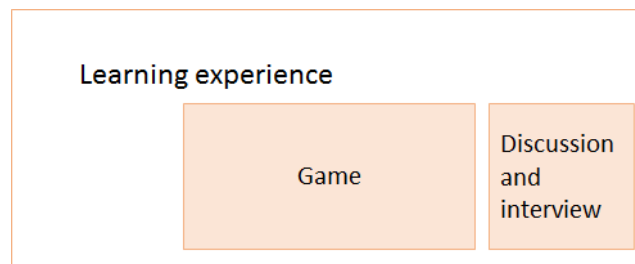 Learning experience
Game
Discussion
and
interview